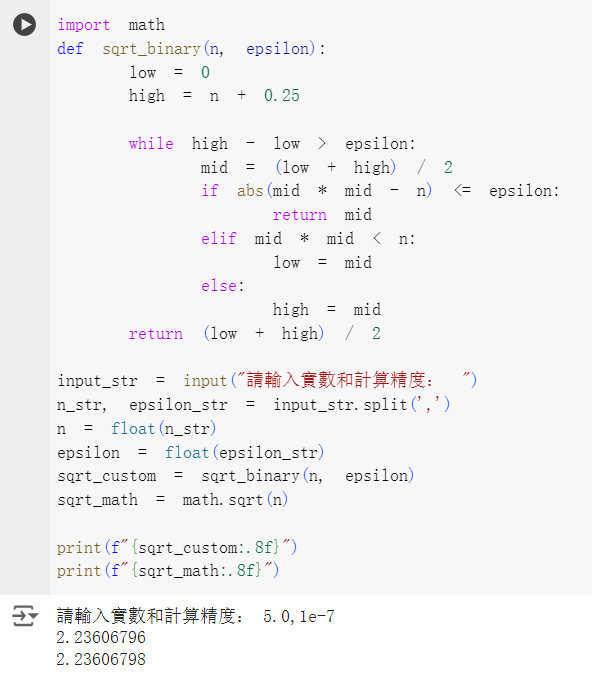 import math
def sqrt_binary(n, epsilon):
low = 0
high = n + 0.25
while high - low > epsilon:
mid = (low + high) / 2
if abs(mid * mid - n) <= epsilon:
return mid
elif mid * mid < n:
low = mid
else:
high = mid
return (low + high) / 2
input_str = input("請輸入實數和計算精度： ")
n_str, epsilon_str = input_str.split(',')
n = float(n_str)
epsilon = float(epsilon_str)
sqrt_custom = sqrt_binary(n, epsilon)
sqrt_math = math.sqrt(n)
print(f"{sqrt_custom:.8f}")
print(f"{sqrt_math:.8f}")
請輸入實數和計算精度： 5.0,1e-7
2.23606796
2.23606798